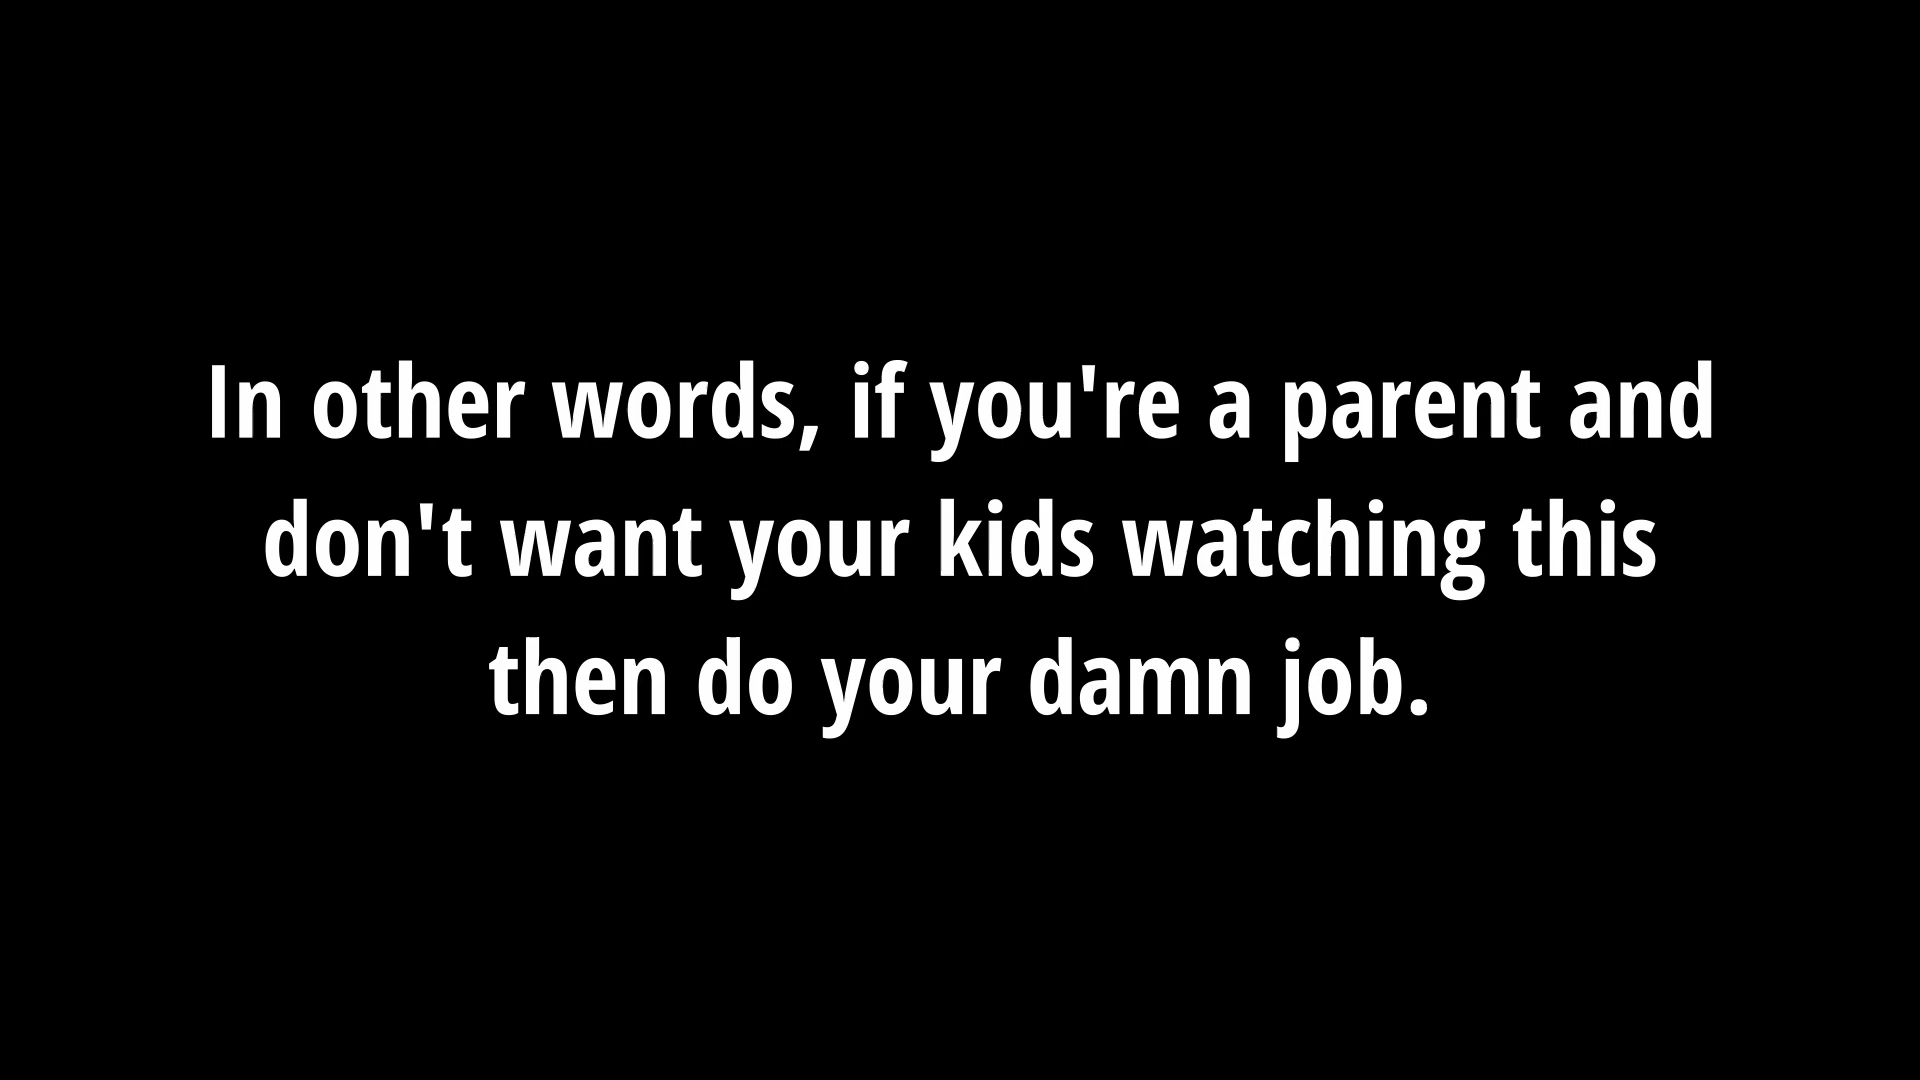 In other words, if you're a parent and
don't want your kids watching this
then do your damn job.